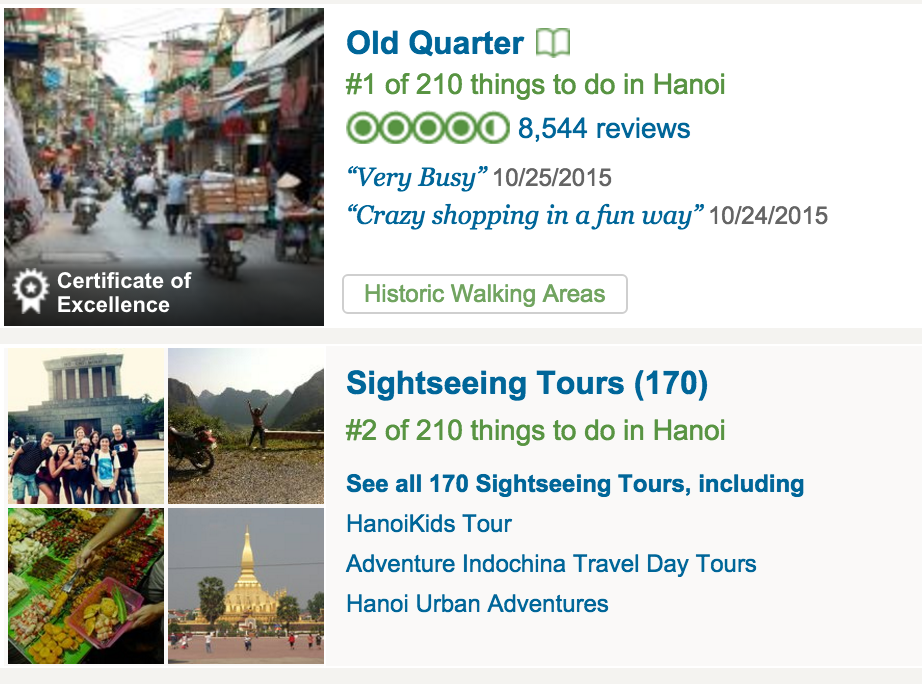 Old Quarter
#1 of 210 things to do in Hanoi
8,544 reviews
“Very Busy” 10/25/2015
“Crazy shopping in a fun way” 10/24/2015
Certificate of
Excellence
Historic Walking Areas
Sightseeing Tours (170)
#2 of 210 things to do in Hanoi
See all 170 Sightseeing Tours, including
HanoiKids Tour
Adventure Indochina Travel Day Tours
Hanoi Urban Adventures